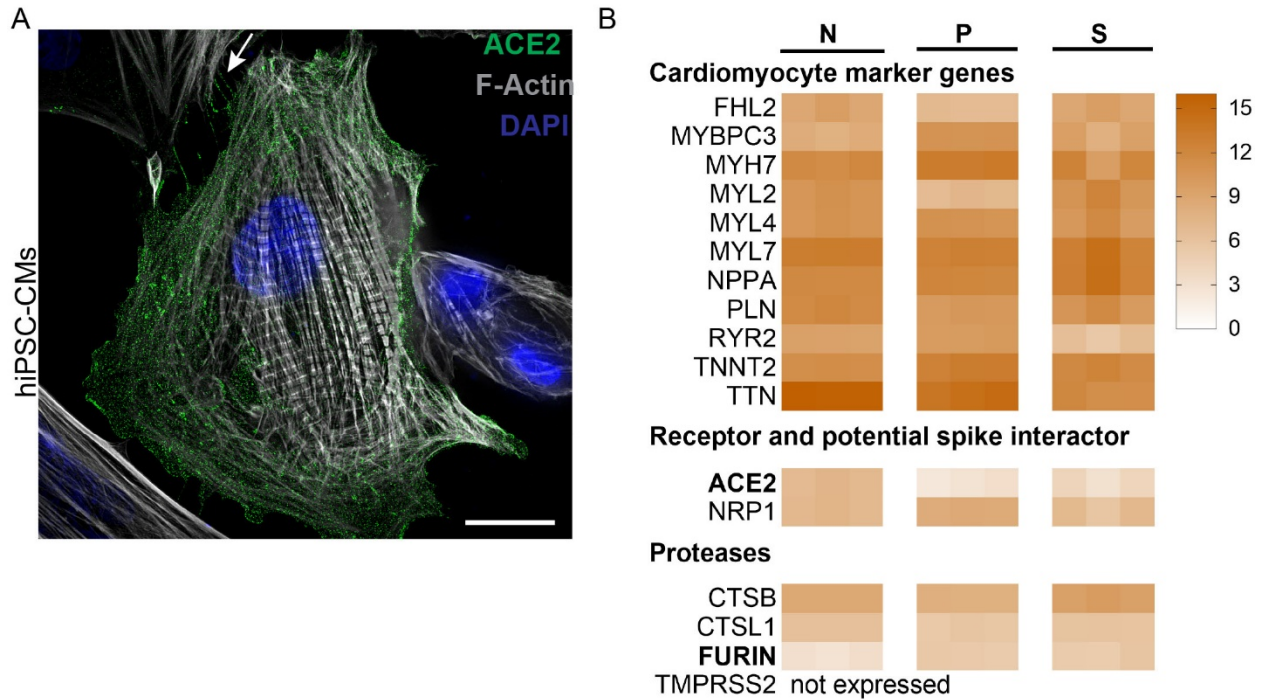 A
ACE2
F-Actin
DAPI
hiPSC-CMs
B
N P S
Cardiomyocyte marker genes
FHL2
MYBPC3
MYH7
MYL2
MYL4
MYL7
NPPA
PLN
RYR2
TNNT2
TTN
15
12
9
6
3
0
Receptor and potential spike interactor
ACE2
NRP1
Proteases
CTSB
CTSL1
FURIN
TMPRSS2 not expressed